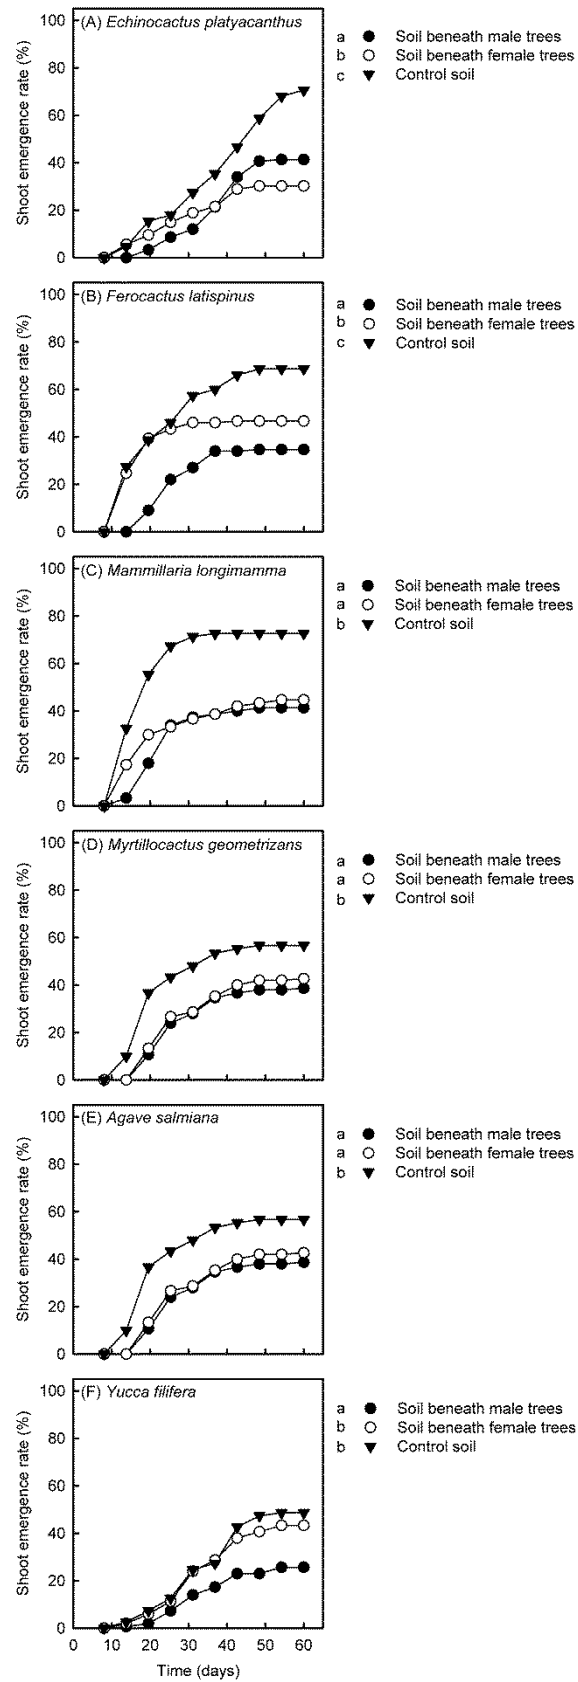 (A) Echinocactus platyacanthus
100
80
60
40
20
0
Shoot emergence rate (%)
a Soil beneath male trees
b Soil beneath female trees
c Control soil
(B) Ferocactus latispinus
100
80
60
40
20
0
Shoot emergence rate (%)
a Soil beneath male trees
b Soil beneath female trees
c Control soil
(C) Mammillaria longimamma
100
80
60
40
20
0
Shoot emergence rate (%)
a Soil beneath male trees
a Soil beneath female trees
b Control soil
(D) Myrtillocactus geometrizans
100
80
60
40
20
0
Shoot emergence rate (%)
a Soil beneath male trees
a Soil beneath female trees
b Control soil
(E) Agave salmiana
100
80
60
40
20
0
Shoot emergence rate (%)
a Soil beneath male trees
a Soil beneath female trees
b Control soil
(F) Yucca filifera
100
80
60
40
20
0
Shoot emergence rate (%)
a Soil beneath male trees
b Soil beneath female trees
b Control soil
0 10 20 30 40 50 60
Time (days)